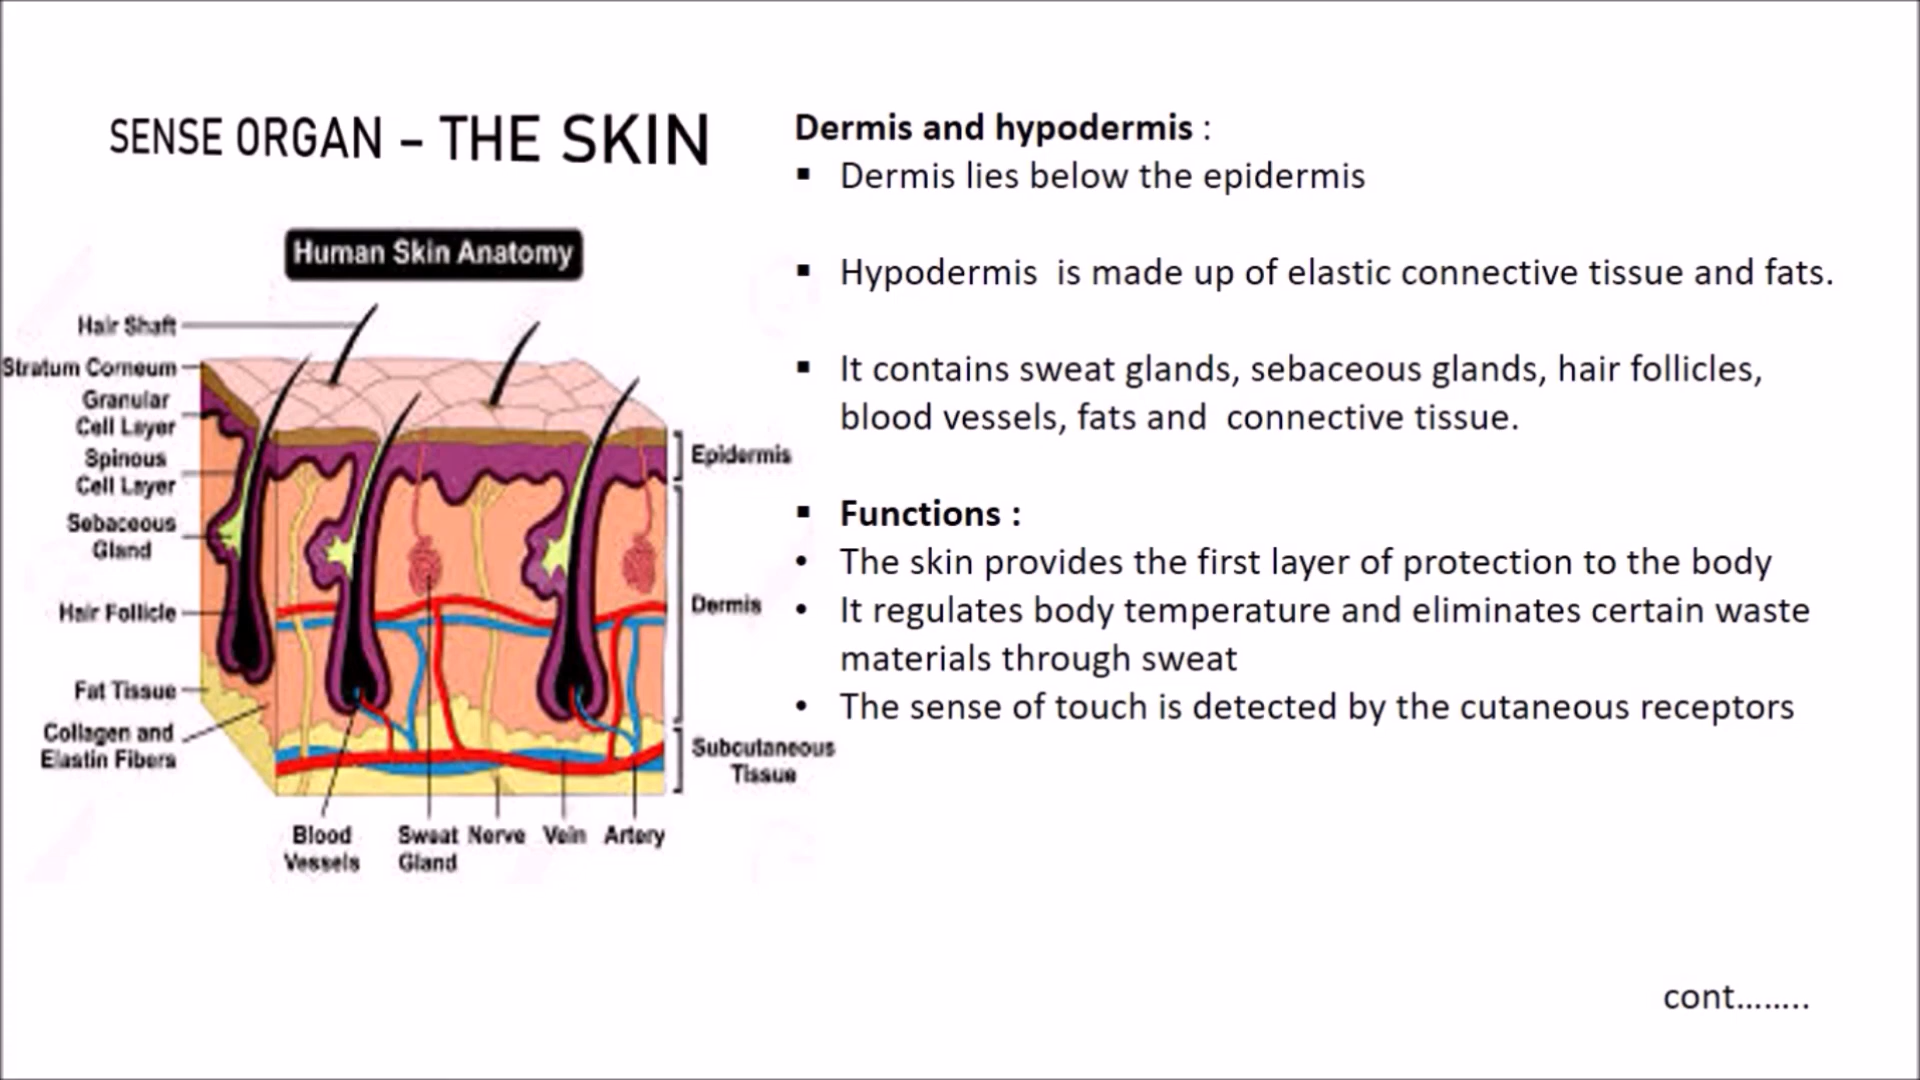 SENSE ORGAN – THE SKIN
Human Skin Anatomy
Hair Shaft
Stratum Corneum
Granular
Cell Layer
Spinous
Cell Layer
Sebaceous
Gland
Hair Follicle
Fat Tissue
Collagen and
Elastin Fibers
Blood
Vessels
Sweat
Gland
Nerve
Vein
Artery
Epidermis
Dermis
Subcutaneous
Tissue
Dermis and hypodermis :
▪ Dermis lies below the epidermis
▪ Hypodermis  is made up of elastic connective tissue and fats.
▪ It contains sweat glands, sebaceous glands, hair follicles,
blood vessels, fats and  connective tissue.
▪ Functions :
• The skin provides the first layer of protection to the body
• It regulates body temperature and eliminates certain waste
materials through sweat
• The sense of touch is detected by the cutaneous receptors
cont........